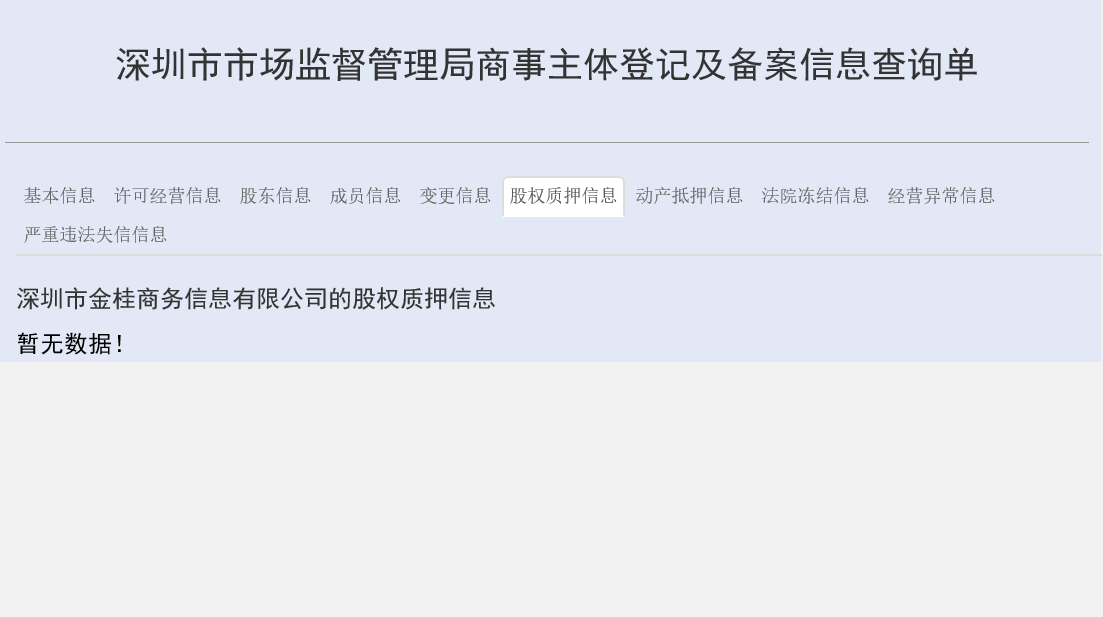 深圳市市场监督管理局商事主体登记及备案信息查询单
基本信息 许可经营信息 股东信息 成员信息 变更信息 股权质押信息 动产抵押信息 法院冻结信息 经营异常信息
严重违法失信信息
深圳市金桂商务信息有限公司的股权质押信息
暂无数据！